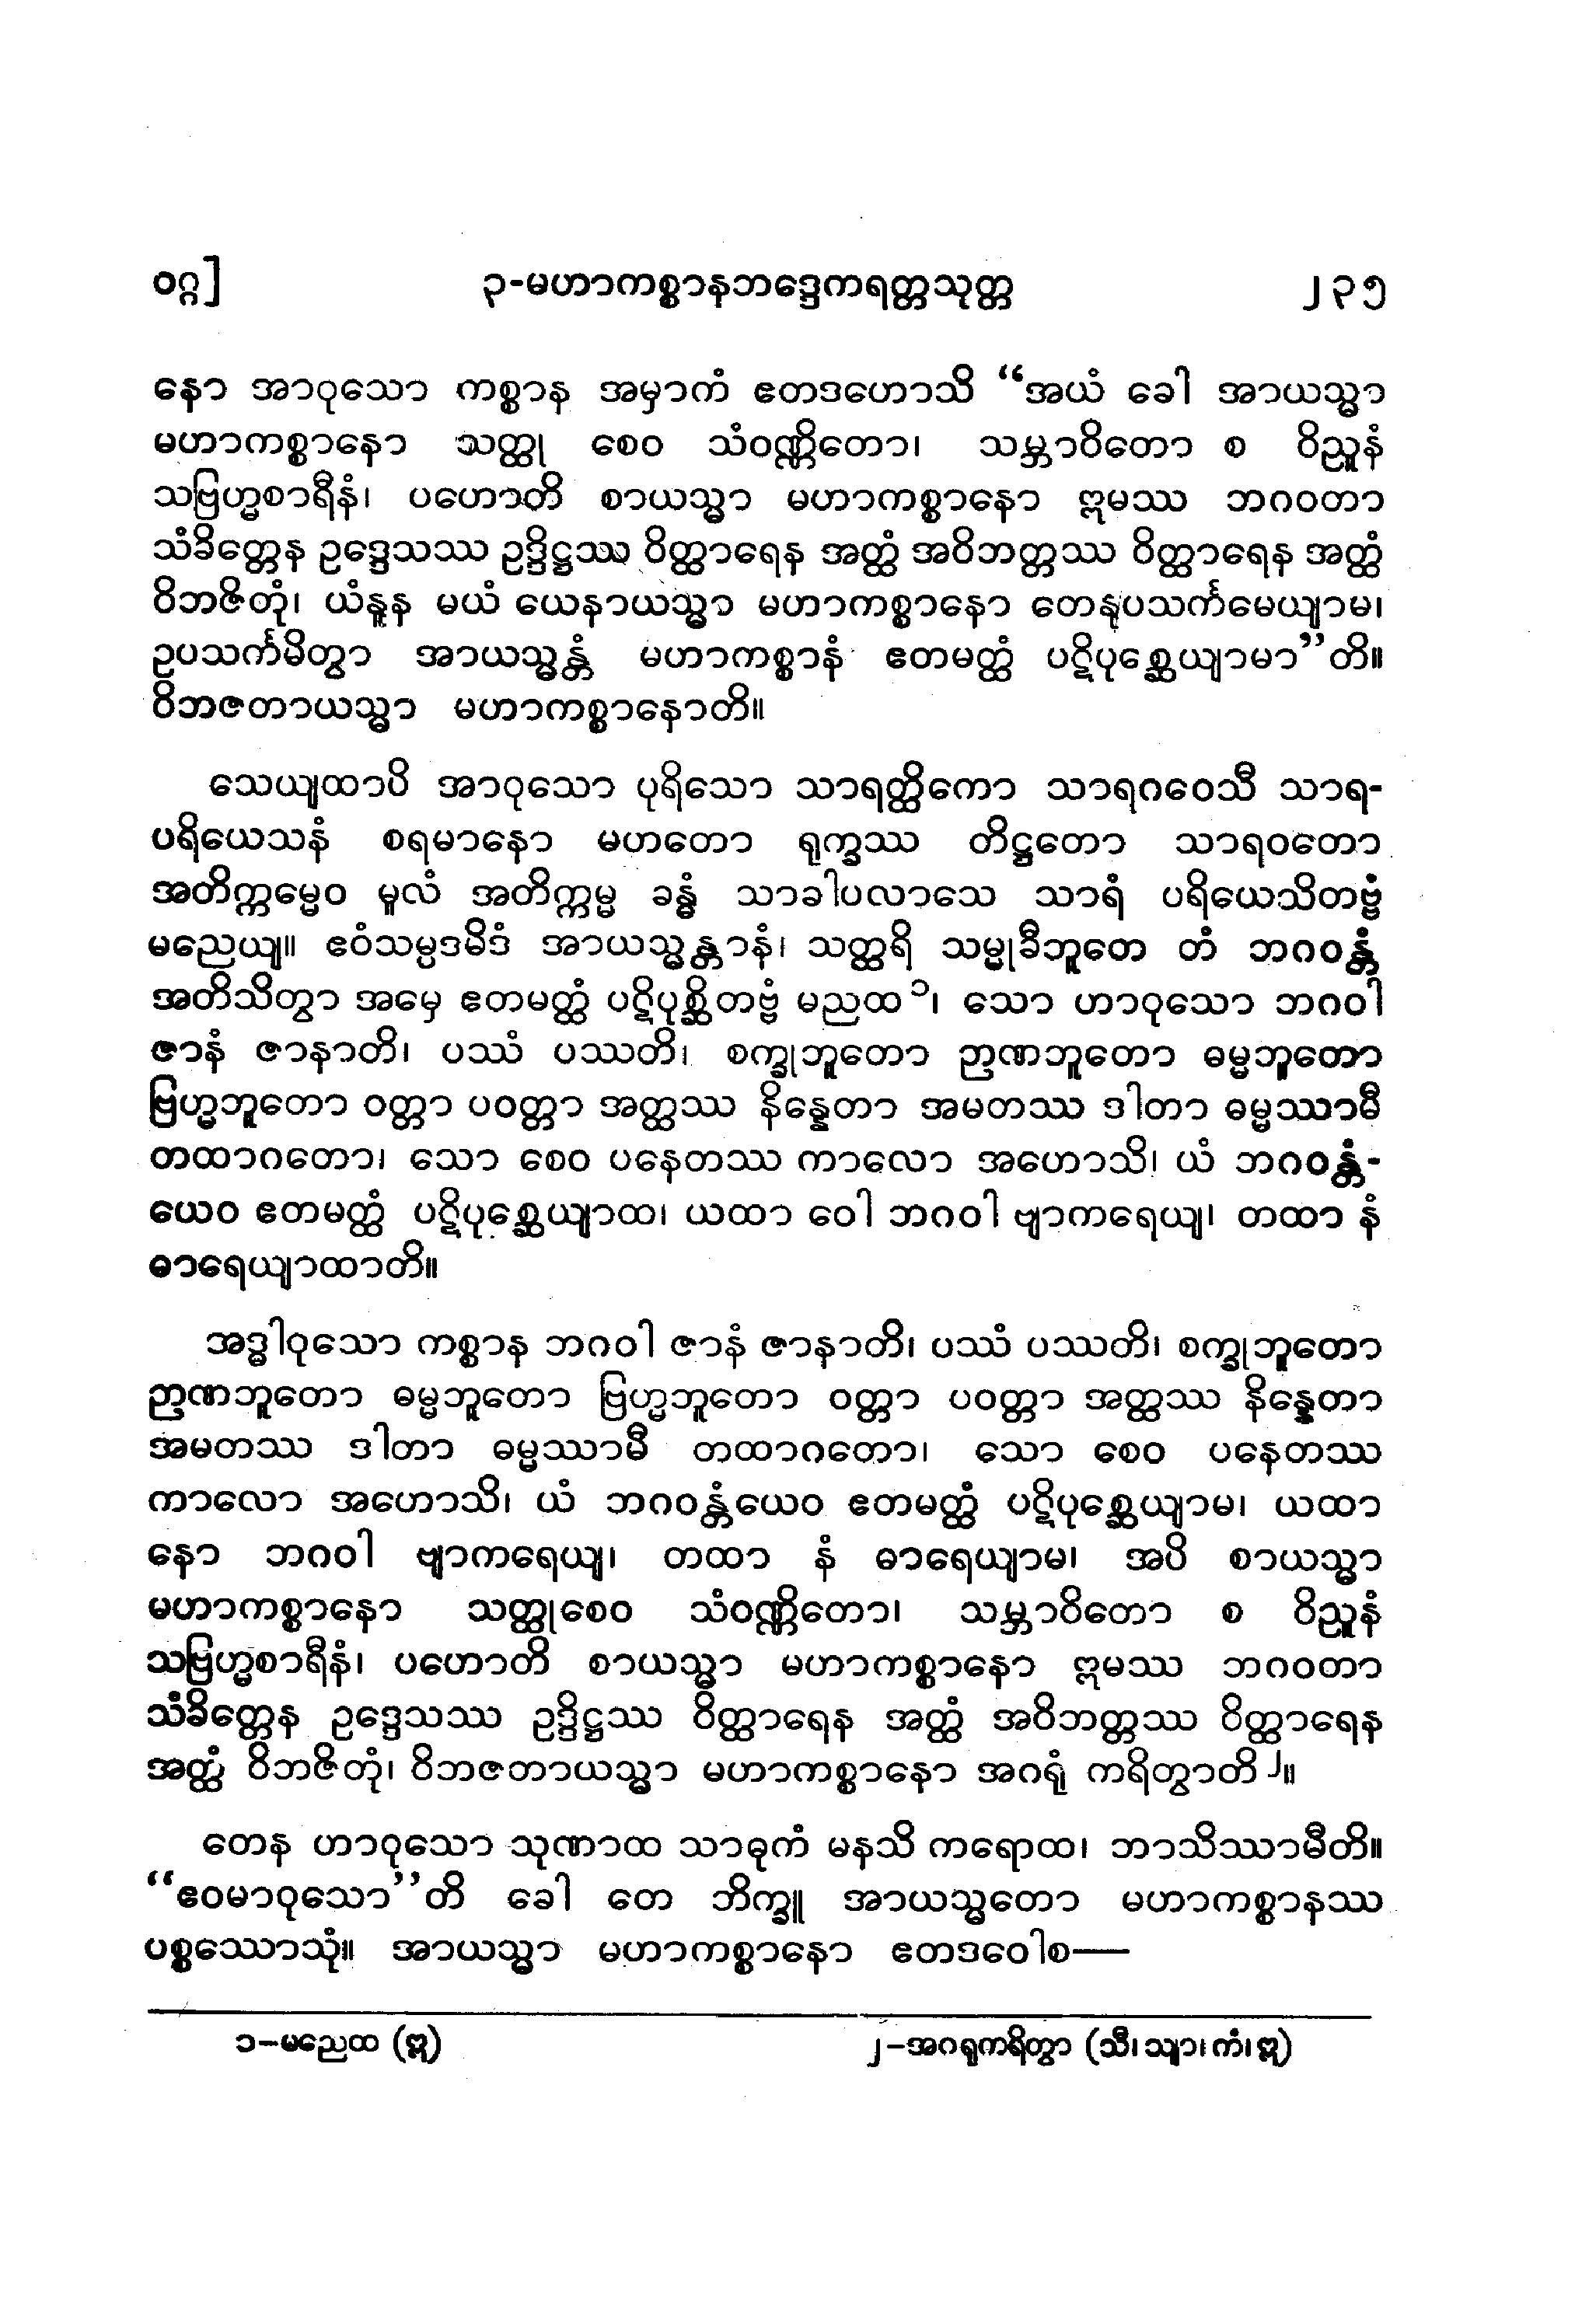 ဝဂ္ဂ] ၃-မဟာကစ္စာနဘဒ္ဒေကရတ္တသုတ္တ ၂၃၅
နော အာဝုသော ကစ္စာန အမှာကံ ဧတဒဟောသိ “အယံ ခေါ အာယသ္မာ
မဟာကစ္စာနော သတ္ထု စေဝ သံဝဏ္ဏိတော၊ သမ္ဘာဝိတော စ ဝိညူနံ
သဗြဟ္မစာရီနံ၊ ပဟောတိ စာယသ္မာ မဟာကစ္စာနော ဣမဿ ဘဂဝတာ
သံခိတ္တေန ဥဒ္ဒေသဿ ဥဒ္ဒိဋ္ဌဿ ဝိတ္ထာရေန အတ္ထံ အဝိဘတ္တဿ ဝိတ္ထာရေန အတ္ထံ
ဝိဘဇိတုံ၊ ယံနူန မယံ ယေနာယသ္မာ မဟာကစ္စာနော တေနုပသင်္ကမေယျာမ၊
ဥပသင်္ကမိတွာ အာယသ္မန္တံ မဟာကစ္စာနံ ဧတမတ္ထံ ပဋိပုစ္ဆေယျာမာ”တိ။
ဝိဘဇတာယသ္မာ မဟာကစ္စာနောတိ။
သေယျထာပိ အာဝုသော ပုရိသော သာရတ္ထိကော သာရဂဝေသီ သာရ-
ပရိယေသနံ စရမာနော မဟတော ရုက္ခဿ တိဋ္ဌတော သာရဝတော
အတိက္ကမ္မေဝ မူလံ အတိက္ကမ္မ ခန္ဓံ သာခါပလာသေ သာရံ ပရိယေသိတဗ္ဗံ
မညေယျ။ ဧဝံသမ္ပဒမိဒံ အာယသ္မန္တာနံ၊ သတ္ထရိ သမ္မုခီဘူတေ တံ ဘဂဝန္တံ
အတိသိတွာ အမှေ ဧတမတ္ထံ ပဋိပုစ္ဆိတဗ္ဗံ မညထ၁၊ သော ဟာဝုသော ဘဂဝါ
ဇာနံ ဇာနာတိ၊ ပဿံ ပဿတိ၊ စက္ခုဘူတော ဉာဏဘူတော ဓမ္မဘူတော
ဗြဟ္မဘူတော ဝတ္တာ ပဝတ္တာ အတ္ထဿ နိန္နေတာ အမတဿ ဒါတာ ဓမ္မဿာမီ
တထာဂတော၊ သော စေဝ ပနေတဿ ကာလော အဟောသိ၊ ယံ ဘဂဝန္တံ-
ယေဝ ဧတမတ္ထံ ပဋိပုစ္ဆေယျာထ၊ ယထာ ဝေါ ဘဂဝါ ဗျာကရေယျ၊ တထာ နံ
ဓာရေယျာထာတိ။
အဒ္ဓါဝုသော ကစ္စာန ဘဂဝါ ဇာနံ ဇာနာတိ၊ ပဿံ ပဿတိ၊ စက္ခုဘူတော
ဉာဏဘူတော ဓမ္မဘူတော ဗြဟ္မဘူတော ဝတ္တာ ပဝတ္တာ အတ္ထဿ နိန္နေတာ
အမတဿ ဒါတာ ဓမ္မဿာမီ တထာဂတော၊ သော စေဝ ပနေတဿ
ကာလော အဟောသိ၊ ယံ ဘဂဝန္တံယေဝ ဧတမတ္ထံ ပဋိပုစ္ဆေယျာမ၊ ယထာ
နော ဘဂဝါ ဗျာကရေယျ၊ တထာ နံ ဓာရေယျာမ၊ အပိ စာယသ္မာ
မဟာကစ္စာနော သတ္ထုစေဝ သံဝဏ္ဏိတော၊ သမ္ဘာဝိတော စ ဝိညူနံ
သဗြဟ္မစာရီနံ၊ ပဟောတိ စာယသ္မာ မဟာကစ္စာနော ဣမဿ ဘဂဝတာ
သံခိတ္တေန ဥဒ္ဒေသဿ ဥဒ္ဒိဋ္ဌဿ ဝိတ္ထာရေန အတ္ထံ အဝိဘတ္တဿ ဝိတ္ထာရေန
အတ္ထံ ဝိဘဇိတုံ၊ ဝိဘဇတာယသ္မာ မဟာကစ္စာနော အဂရုံ ကရိတွာတိ၂။
တေန ဟာဝုသော သုဏာထ သာဓုကံ မနသိ ကရောထ၊ ဘာသိဿာမီတိ။
“ဧဝမာဝုသော”တိ ခေါ တေ ဘိက္ခူ အာယသ္မတော မဟာကစ္စာနဿ
ပစ္စဿောသုံ။ အာယသ္မာ မဟာကစ္စာနော ဧတဒဝေါစ—
၁-မညေထ (ဣ) ၂-အဂရုကရိတွာ (သီ၊ သျာ၊ ကံ၊ ဣ)